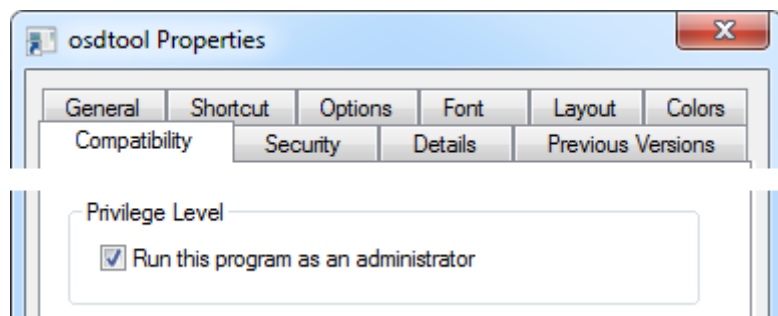 osdtool Properties
General Shortcut Options Font Layout Colors
Compatibility Security Details Previous Versions
Privilege Level
Run this program as an administrator